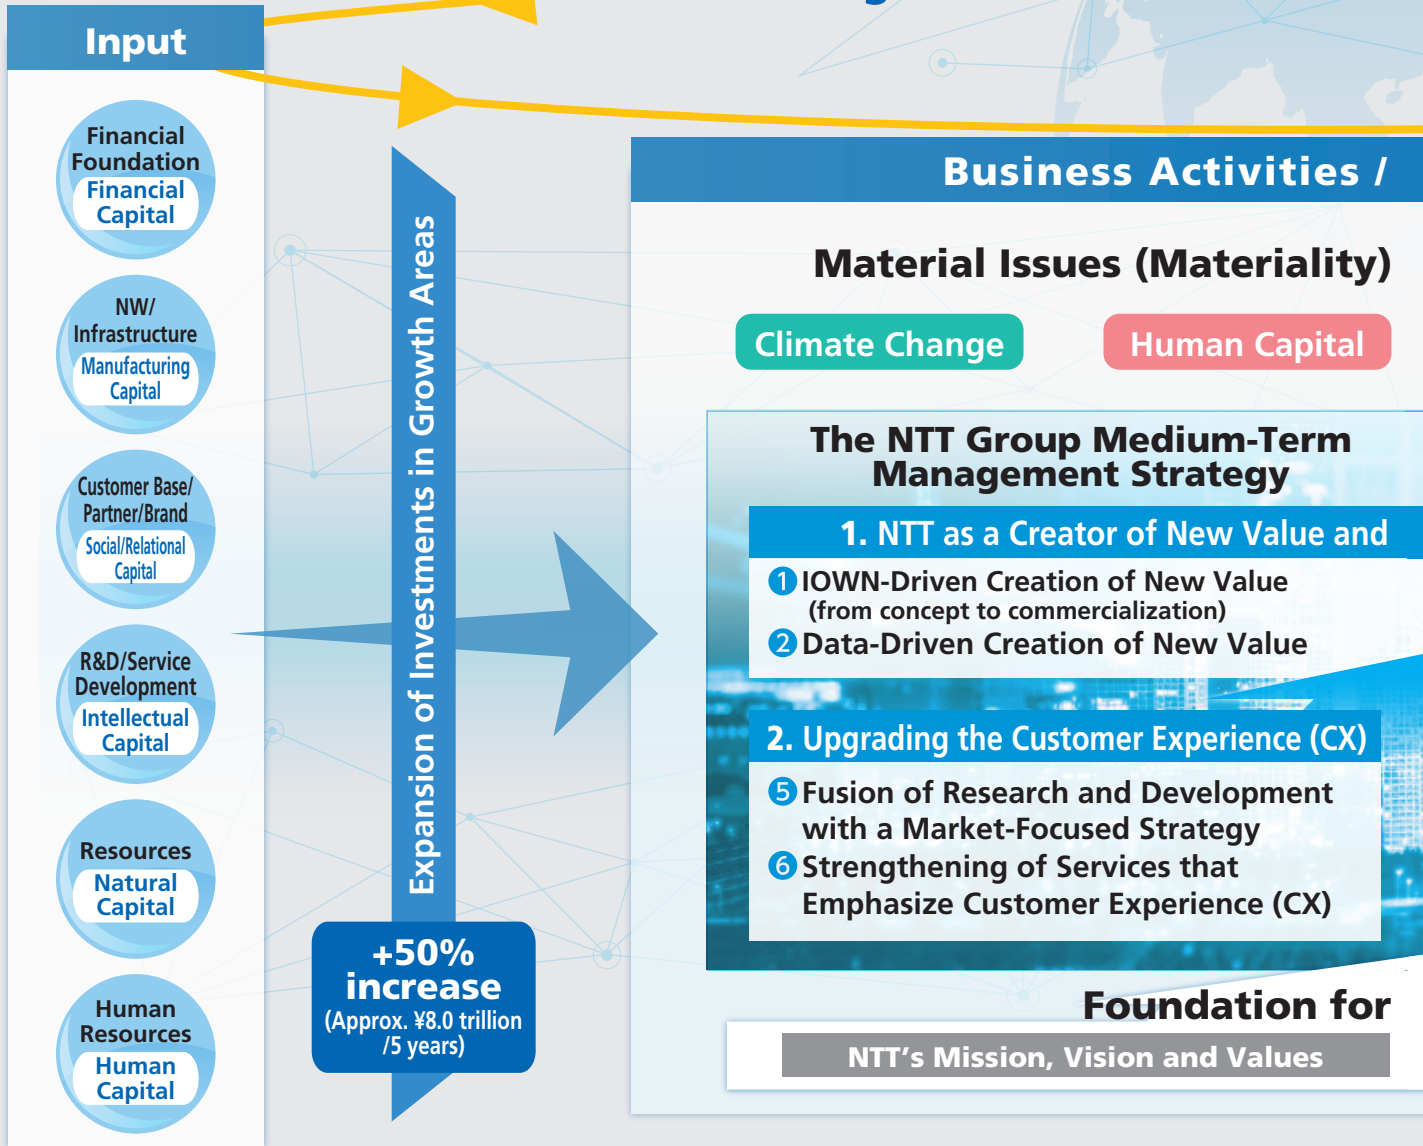 Input
Financial
Foundation
Financial
Capital
NW/
Infrastructure
Manufacturing
Capital
Customer Base/
Partner/Brand
Social/Relational
Capital
R&D/Service
Development
Intellectual
Capital
Resources
Natural
Capital
Human
Resources
Human
Capital
Expansion of Investments in Growth Areas
+50%
increase
(Approx. ¥8.0 trillion
/5 years)
Business Activities /
Material Issues (Materiality)
Climate Change
Human Capital
The NTT Group Medium-Term
Management Strategy
1. NTT as a Creator of New Value and
❶ IOWN-Driven Creation of New Value
(from concept to commercialization)
❷ Data-Driven Creation of New Value
2. Upgrading the Customer Experience (CX)
❺ Fusion of Research and Development
with a Market-Focused Strategy
❻ Strengthening of Services that
Emphasize Customer Experience (CX)
Foundation for
NTT's Mission, Vision and Values